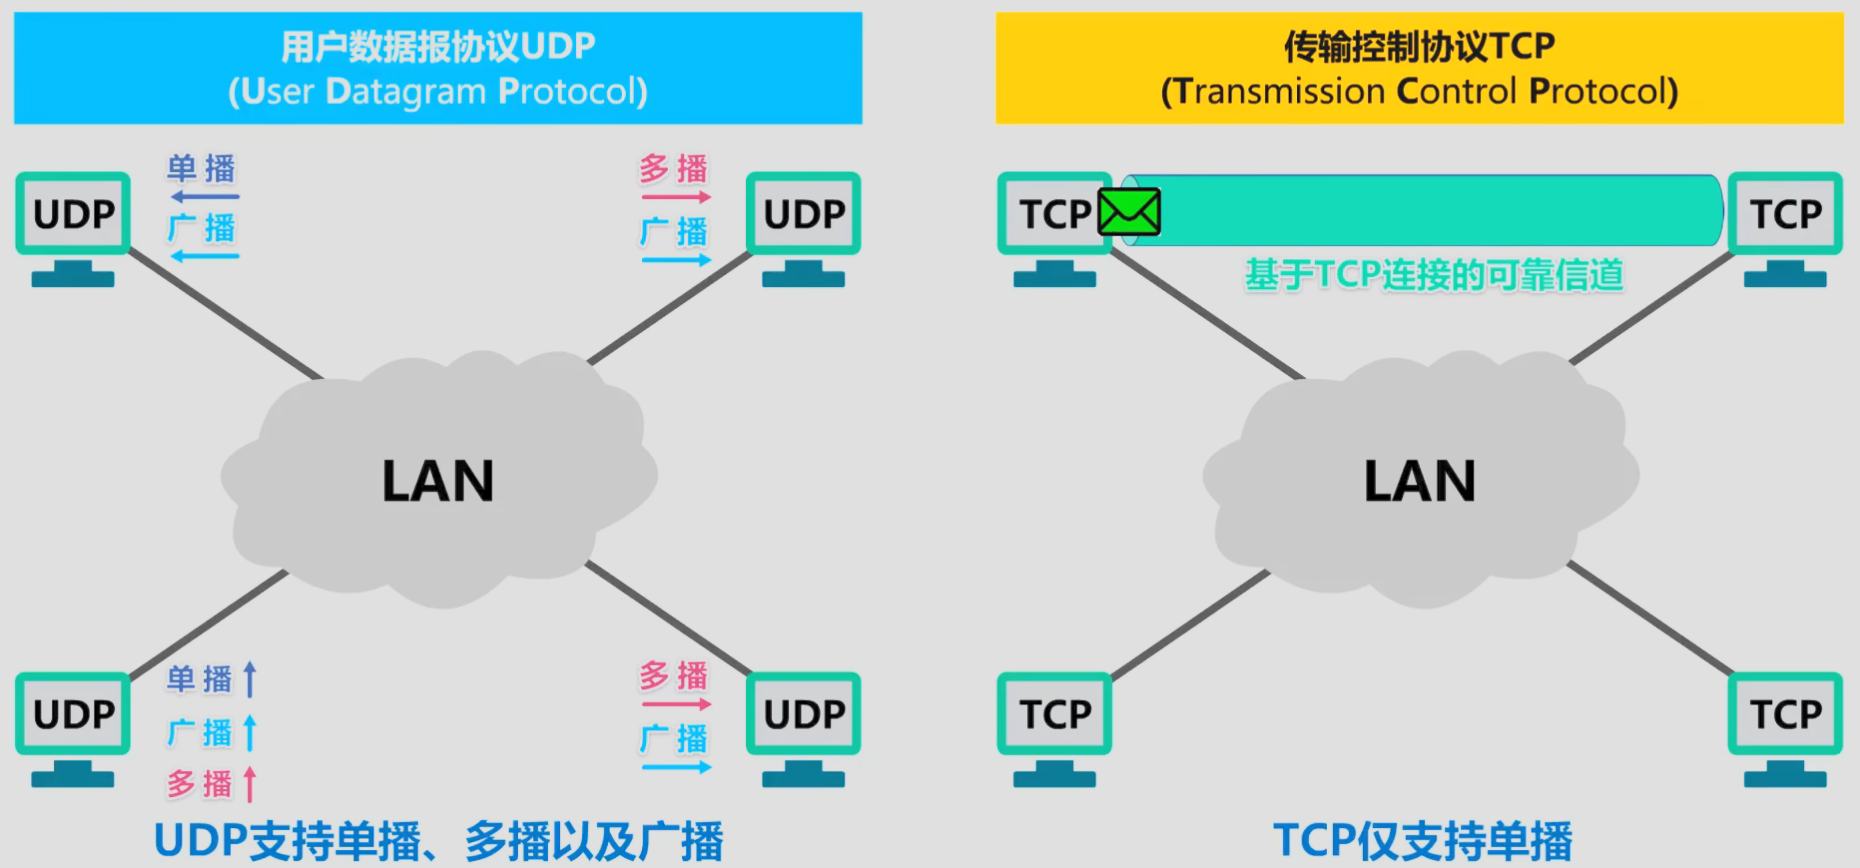 用户数据报协议UDP
(User Datagram Protocol)
单播
广播
多播
广播
UDP
UDP
LAN
UDP
UDP
单播
广播
多播
多播
广播
UDP支持单播、多播以及广播
传输控制协议TCP
(Transmission Control Protocol)
TCP
TCP
基于TCP连接的可靠信道
LAN
TCP
TCP
TCP仅支持单播